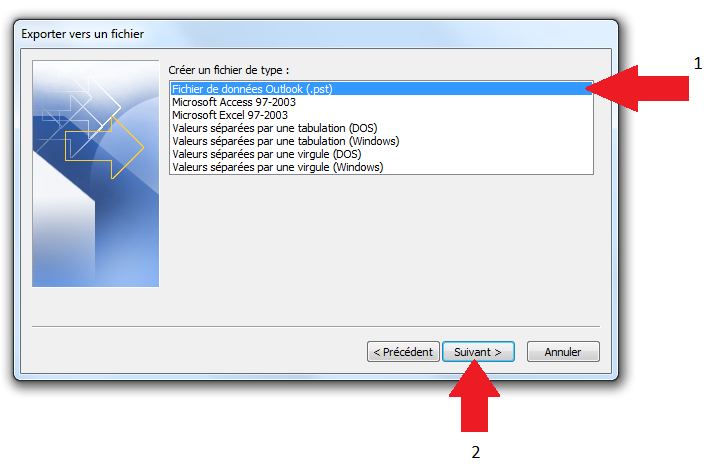 Exporter vers un fichier
1
Créer un fichier de type :
Fichier de données Outlook (.pst)
Microsoft Access 97-2003
Microsoft Excel 97-2003
Valeurs séparées par une tabulation (DOS)
Valeurs séparées par une tabulation (Windows)
Valeurs séparées par une virgule (DOS)
Valeurs séparées par une virgule (Windows)
< Précédent Suivant > Annuler
2